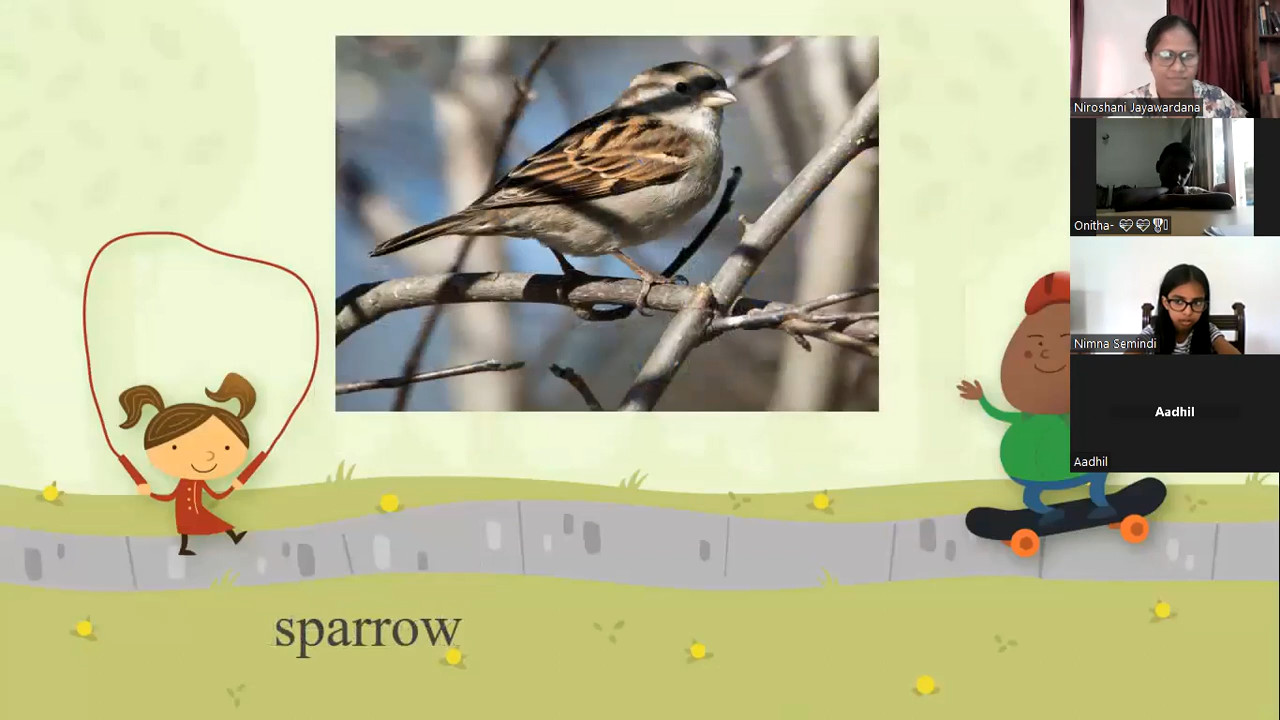 Niroshani Jayawardana
Onitha-
Nimna Semindi
Aadhil
Aadhil
sparrow